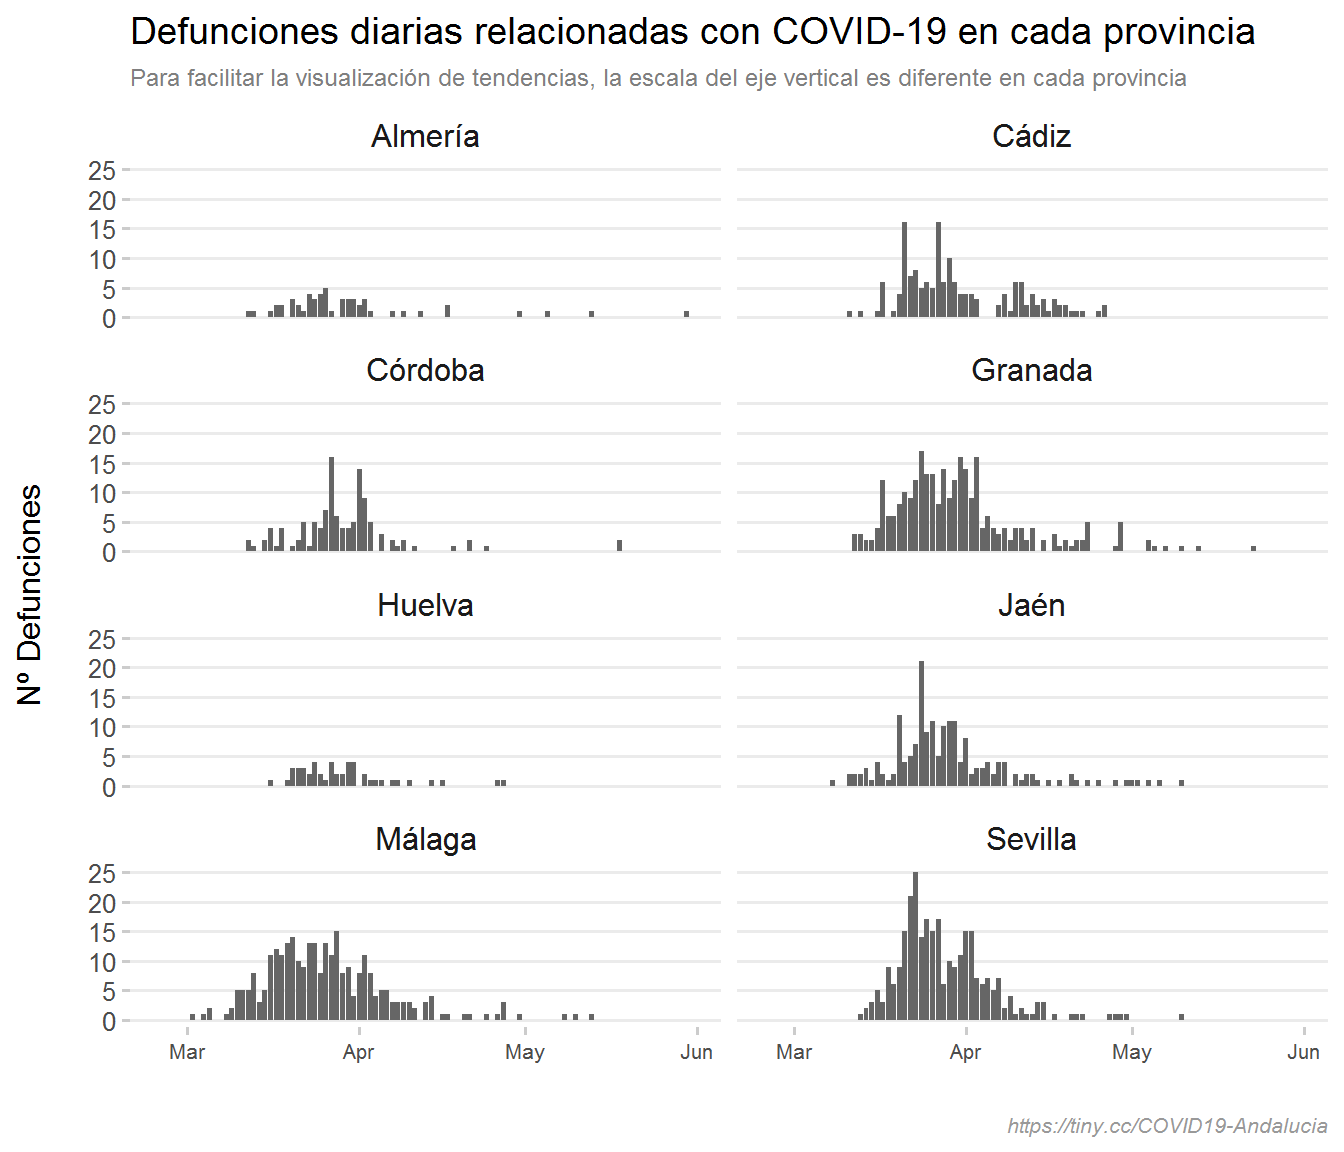 Defunciones diarias relacionadas con COVID-19 en cada provincia
Para facilitar la visualización de tendencias, la escala del eje vertical es diferente en cada provincia
Almería
Cádiz
25
20
15
10
5
0
Córdoba
Granada
25
20
15
10
5
0
Nº Defunciones
Huelva
Jaén
25
20
15
10
5
0
Málaga
Sevilla
25
20
15
10
5
0
Mar
Apr
May
Jun
Mar
Apr
May
Jun
https://tiny.cc/COVID19-Andalucia